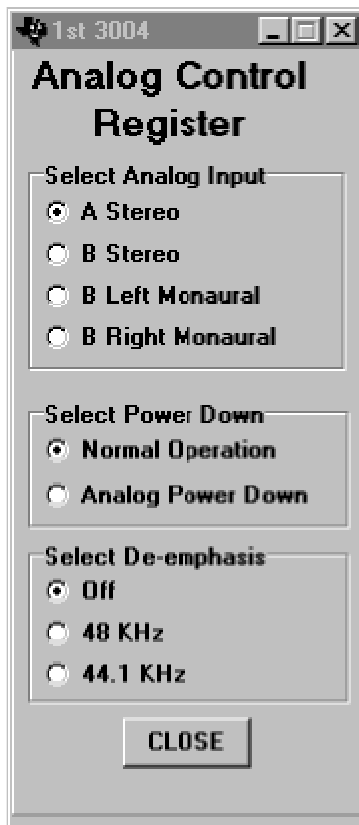 1st 3004
Analog Control
Register
Select Analog Input
A Stereo
B Stereo
B Left Monaural
B Right Monaural
Select Power Down
Normal Operation
Analog Power Down
Select De-emphasis
Off
48 KHz
44.1 KHz
CLOSE